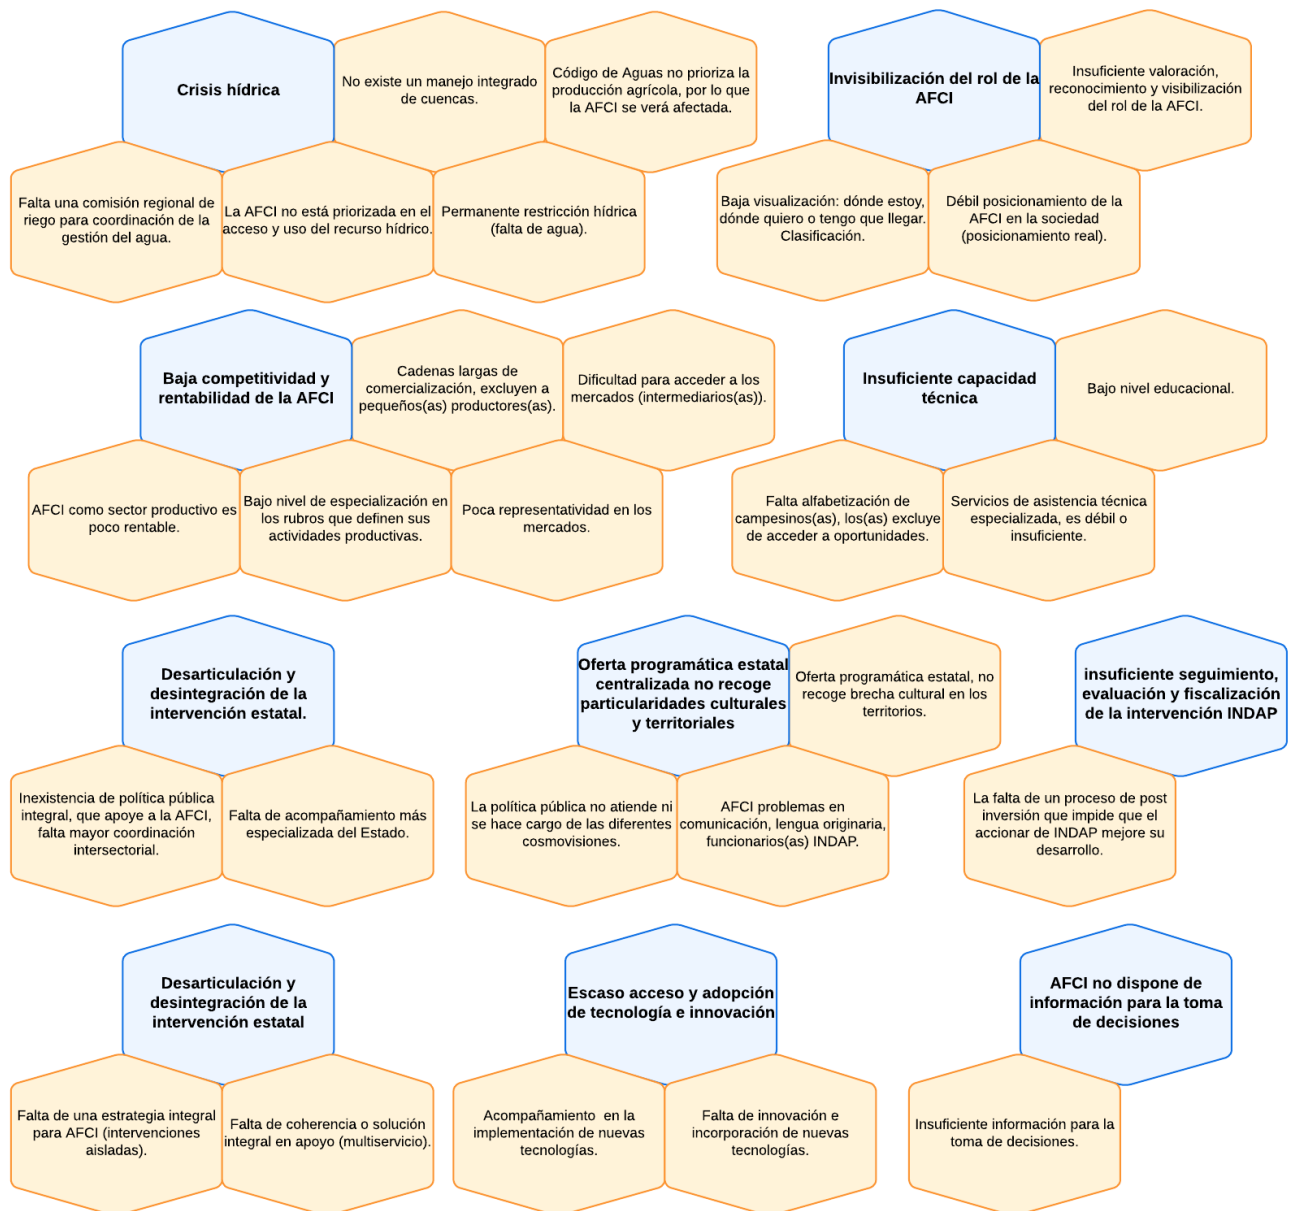 Crisis hídrica
No existe un manejo integrado
de cuencas.
Código de Aguas no prioriza la
producción agrícola, por lo que
la AFCI se verá afectada.
Falta una comisión regional de
riego para coordinación de la
gestión del agua.
La AFCI no está priorizada en el
acceso y uso del recurso hídrico.
Permanente restricción hídrica
(falta de agua).
Invisibilización del rol de la
AFCI
Insuficiente valoración,
reconocimiento y visibilización
del rol de la AFCI.
Baja visualización: dónde estoy,
dónde quiero o tengo que llegar.
Clasificación.
Débil posicionamiento de la
AFCI en la sociedad
(posicionamiento real).
Baja competitividad y
rentabilidad de la AFCI
Cadenas largas de
comercialización, excluyen a
pequeños(as) productores(as).
Dificultad para acceder a los
mercados (intermediarios(as)).
AFCI como sector productivo es
poco rentable.
Bajo nivel de especialización en
los rubros que definen sus
actividades productivas.
Poca representatividad en los
mercados.
Insuficiente capacidad
técnica
Bajo nivel educacional.
Falta alfabetización de
campesinos(as), los(as) excluye
de acceder a oportunidades.
Servicios de asistencia técnica
especializada, es débil o
insuficiente.
Desarticulación y
desintegración de la
intervención estatal.
Inexistencia de política pública
integral, que apoye a la AFCI,
falta mayor coordinación
intersectorial.
Falta de acompañamiento más
especializada del Estado.
Oferta programática estatal
centralizada no recoge
particularidades culturales
y territoriales
Oferta programática estatal, no
recoge brecha cultural en los
territorios.
La política pública no atiende ni
se hace cargo de las diferentes
cosmovisiones.
AFCI problemas en
comunicación, lengua originaria,
funcionarios(as) INDAP.
insuficiente seguimiento,
evaluación y fiscalización
de la intervención INDAP
La falta de un proceso de post
inversión que impide que el
accionar de INDAP mejore su
desarrollo.
Desarticulación y
desintegración de la
intervención estatal
Falta de una estrategia integral
para AFCI (intervenciones
aisladas).
Falta de coherencia o solución
integral en apoyo (multiservicio).
Escaso acceso y adopción
de tecnología e innovación
Acompañamiento  en la
implementación de nuevas
tecnologías.
Falta de innovación e
incorporación de nuevas
tecnologías.
AFCI no dispone de
información para la toma
de decisiones
Insuficiente información para la
toma de decisiones.